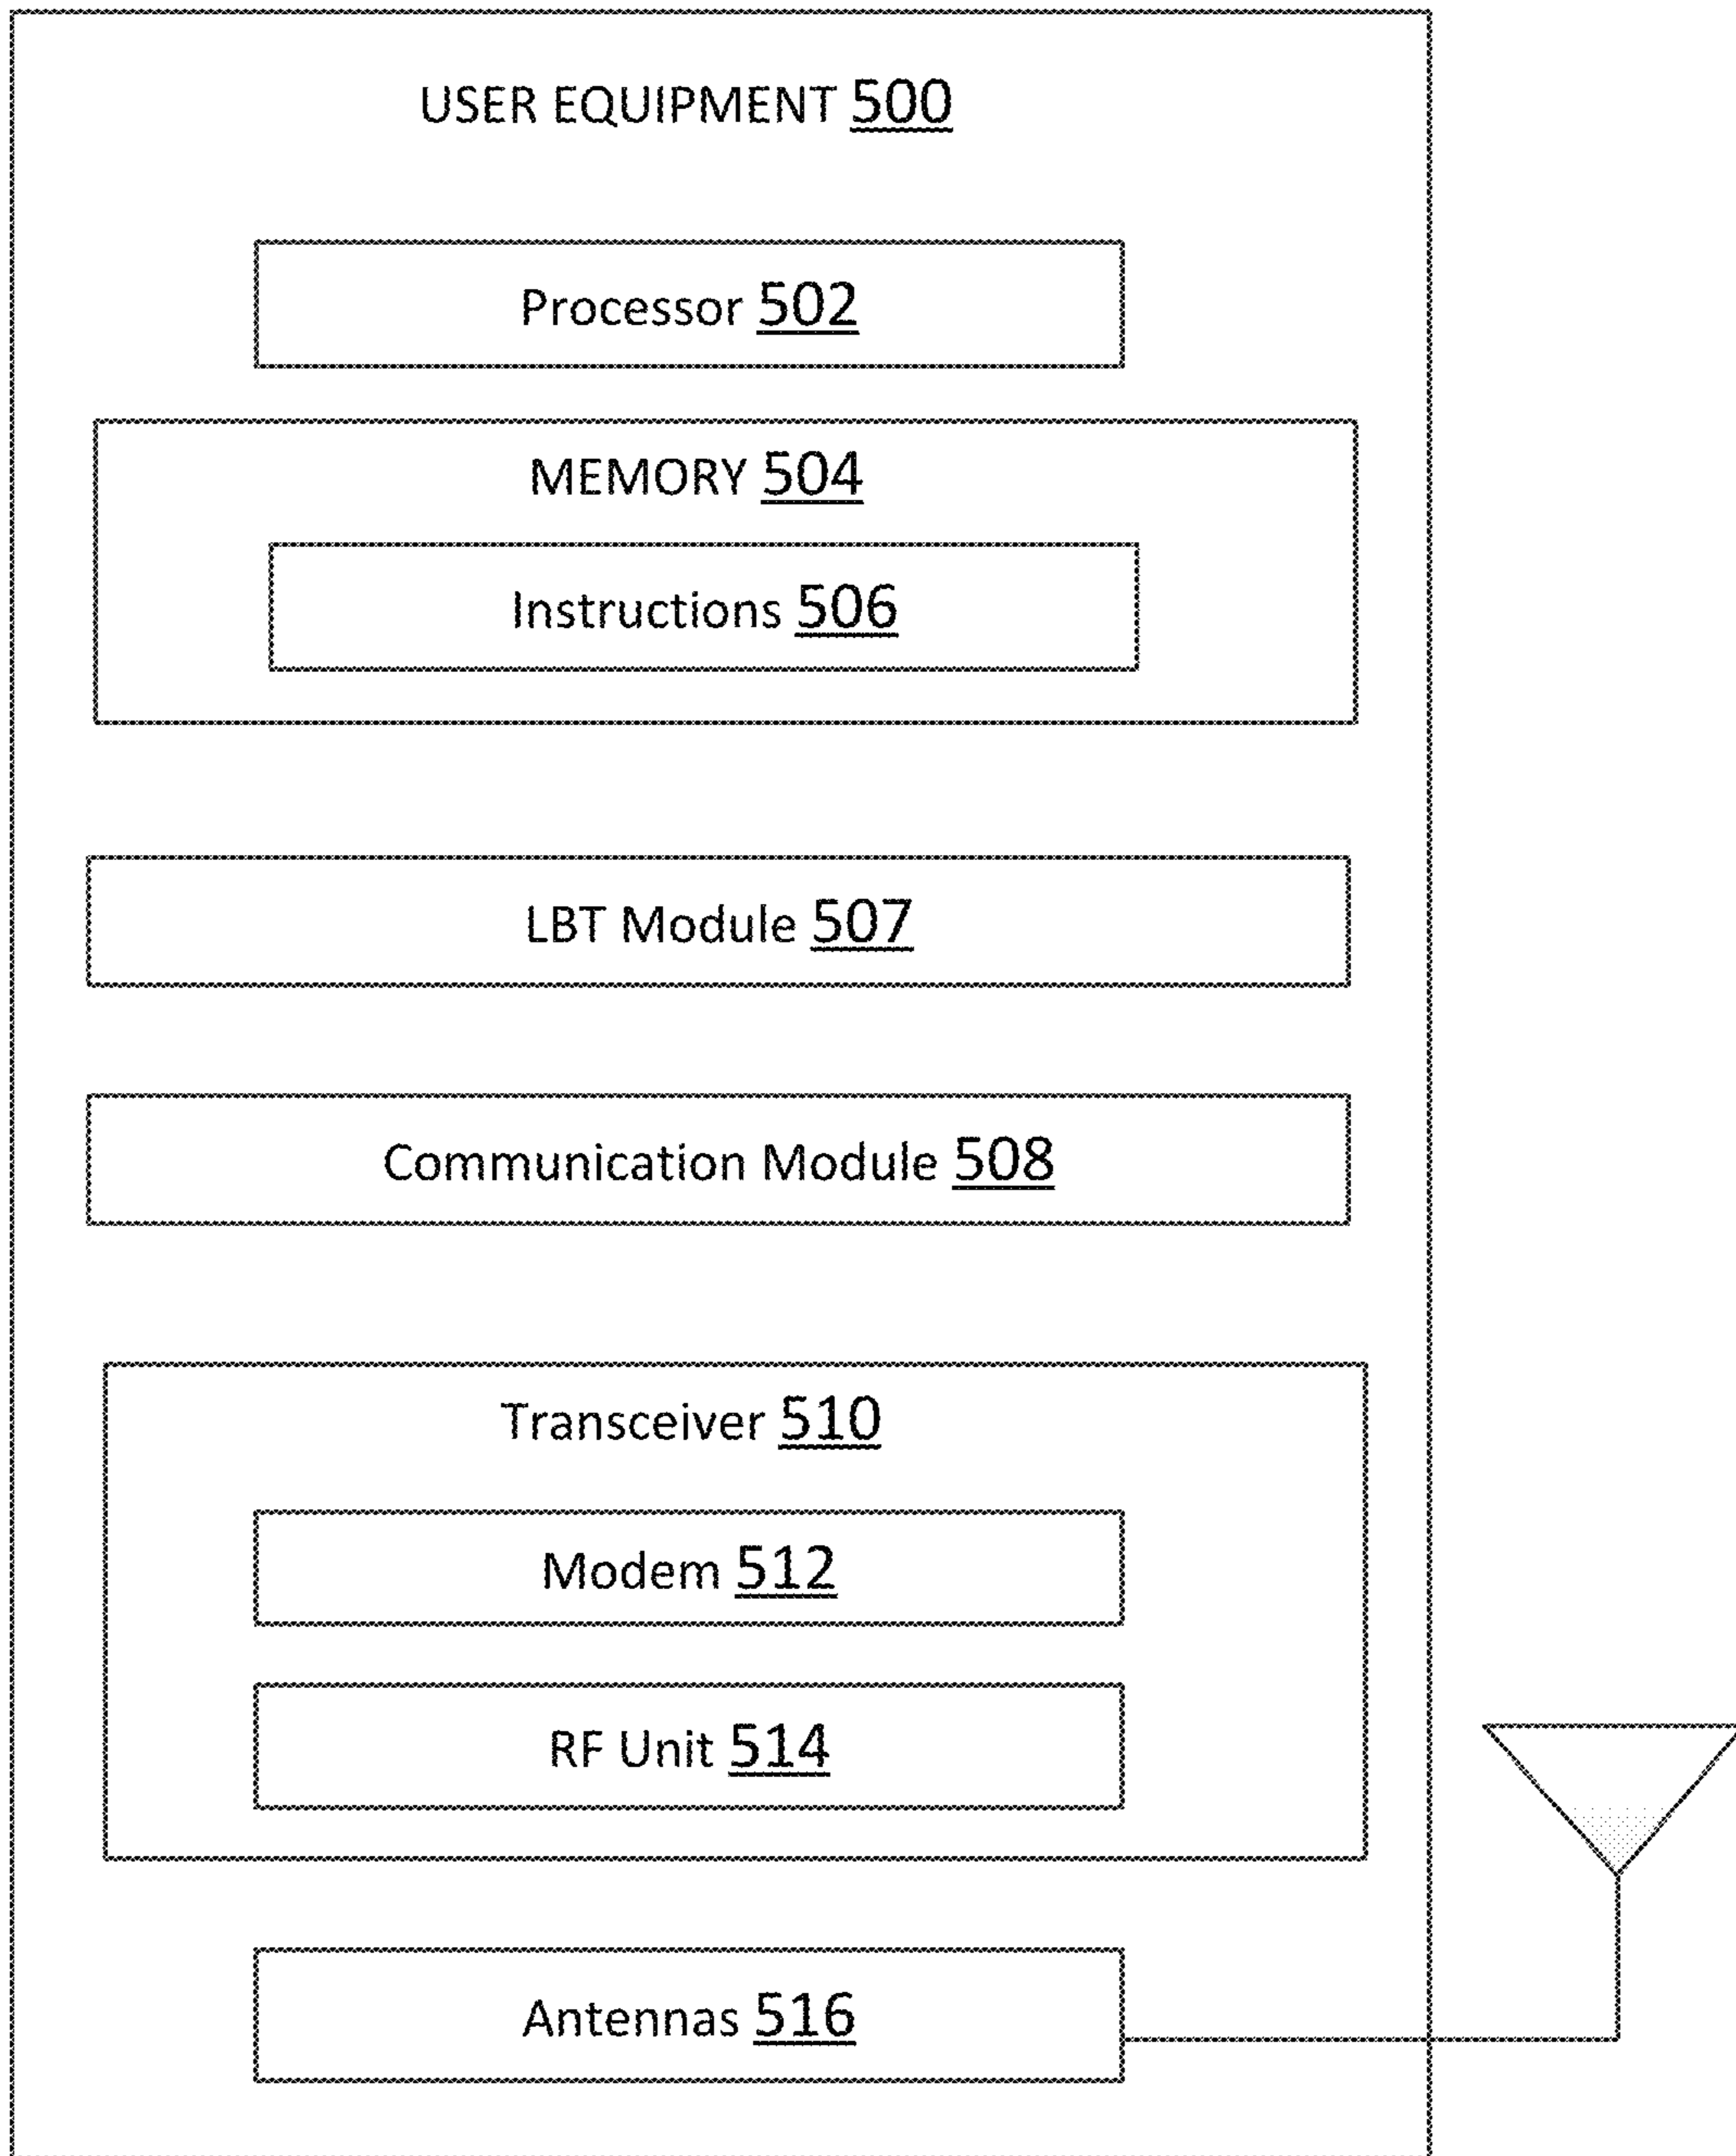 USER EQUIPMENT 500
Processor 502
MEMORY 504
Instructions 506
LBT Module 507
Communication Module 508
Transceiver 510
Modem 512
RF Unit 514
Antennas 516